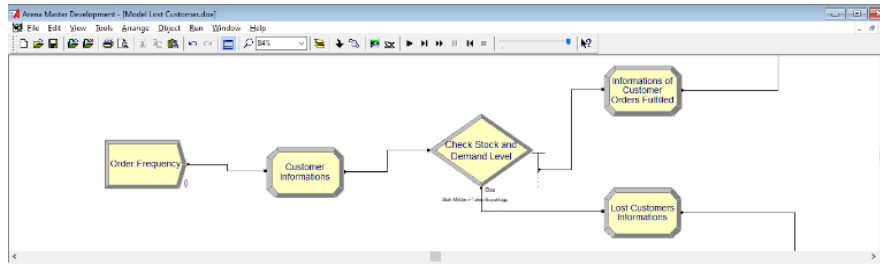 Arena Master Development - [Model Lost Customer.doe]
File Edit View Tools Arrange Object Run Window Help
84%
Informations of
Customer
Orders Fulfilled
Check Stock and
Demand Level
Order Frequency
0
Customer
Informations
Else
Lost Customers
Informations